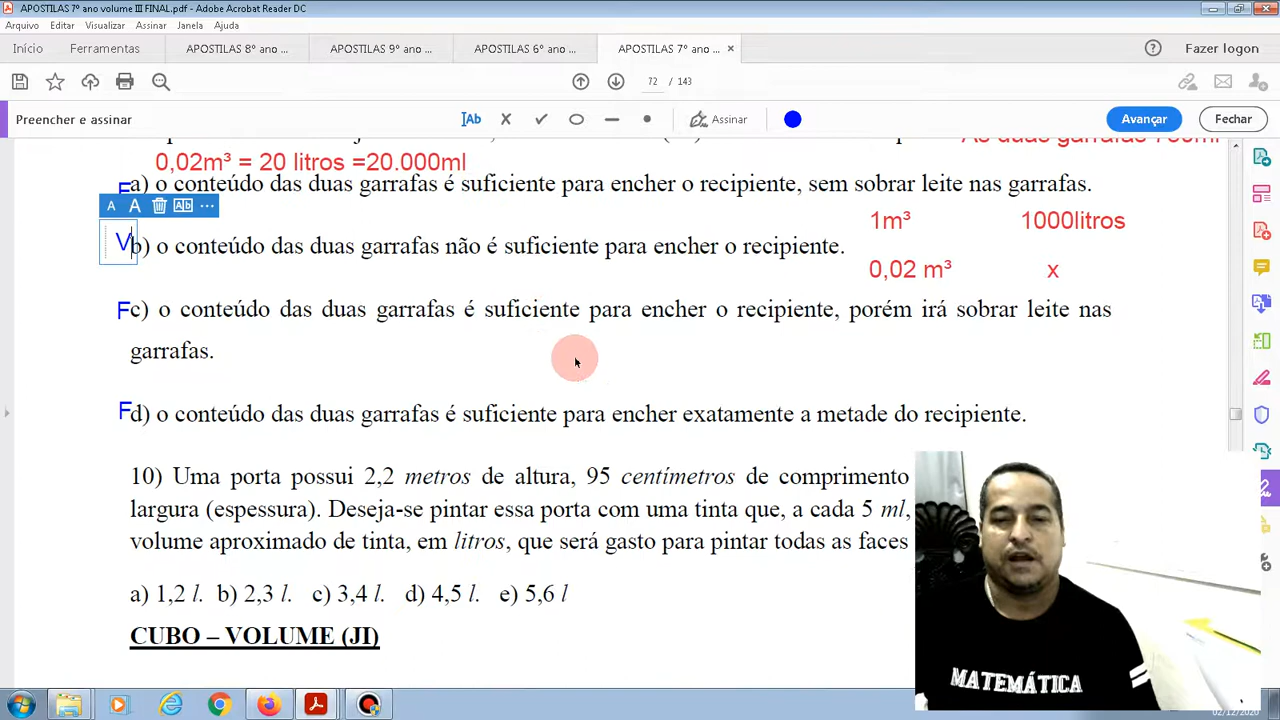 APOSTILAS 7º ano volume III FINAL.pdf - Adobe Acrobat Reader DC
Arquivo Editar Visualizar Assinar Janela Ajuda
Início Ferramentas APOSTILAS 8º ano ... APOSTILAS 9º ano ... APOSTILAS 6º ano ... APOSTILAS 7º ano ... Fazer logon
72 / 143
Preencher e assinar Ab Assinar Avançar Fechar
As duas garrafas
0,02m³ = 20 litros =20.000ml
F a) o conteúdo das duas garrafas é suficiente para encher o recipiente, sem sobrar leite nas garrafas.
A A Ab
1m³ 1000litros
V b) o conteúdo das duas garrafas não é suficiente para encher o recipiente.
0,02 m³ x
F c) o conteúdo das duas garrafas é suficiente para encher o recipiente, porém irá sobrar leite nas
garrafas.
F d) o conteúdo das duas garrafas é suficiente para encher exatamente a metade do recipiente.
10) Uma porta possui 2,2 metros de altura, 95 centímetros de comprimento
largura (espessura). Deseja-se pintar essa porta com uma tinta que, a cada 5 ml,
volume aproximado de tinta, em litros, que será gasto para pintar todas as faces
a) 1,2 l. b) 2,3 l. c) 3,4 l. d) 4,5 l. e) 5,6 l
CUBO – VOLUME (JI)
MATEMÁTICA
02/12/2020